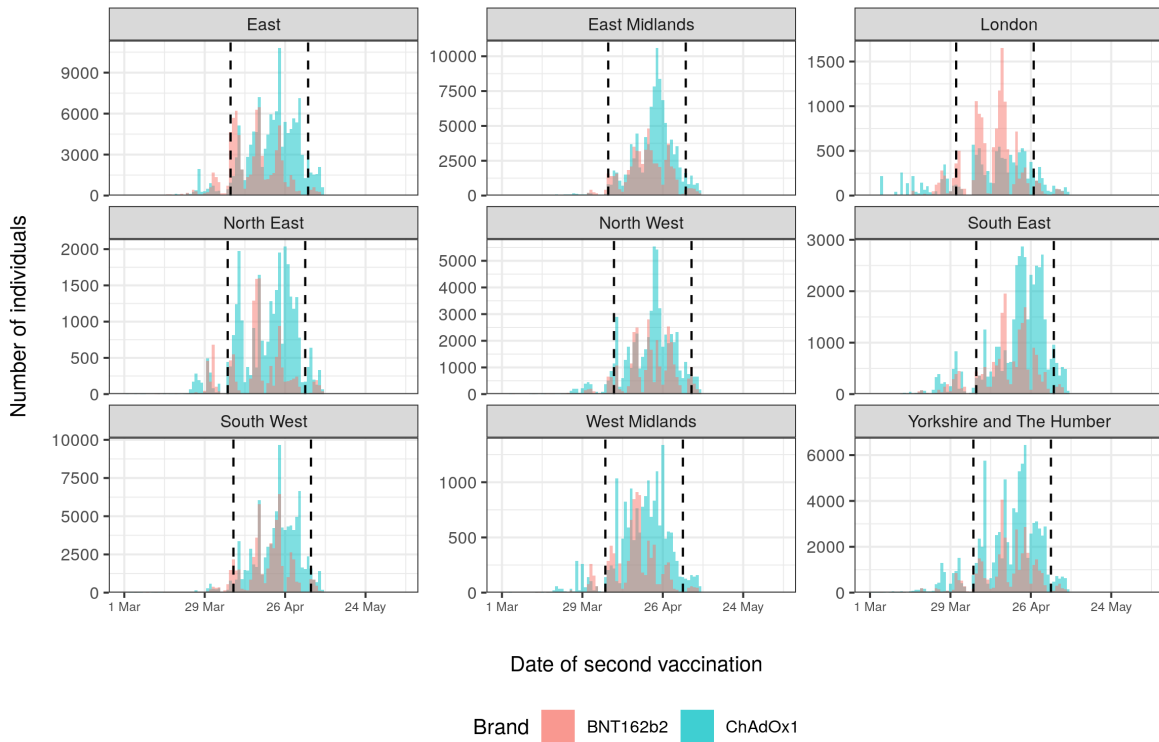 East
East Midlands
London
9000
6000
3000
0
10000
7500
5000
2500
0
1500
1000
500
0
North East
North West
South East
2000
1500
1000
500
0
5000
4000
3000
2000
1000
0
3000
2000
1000
0
South West
West Midlands
Yorkshire and The Humber
10000
7500
5000
2500
0
1000
500
0
6000
4000
2000
0
1 Mar 29 Mar 26 Apr 24 May
1 Mar 29 Mar 26 Apr 24 May
1 Mar 29 Mar 26 Apr 24 May
Number of individuals
Date of second vaccination
Brand BNT162b2 ChAdOx1